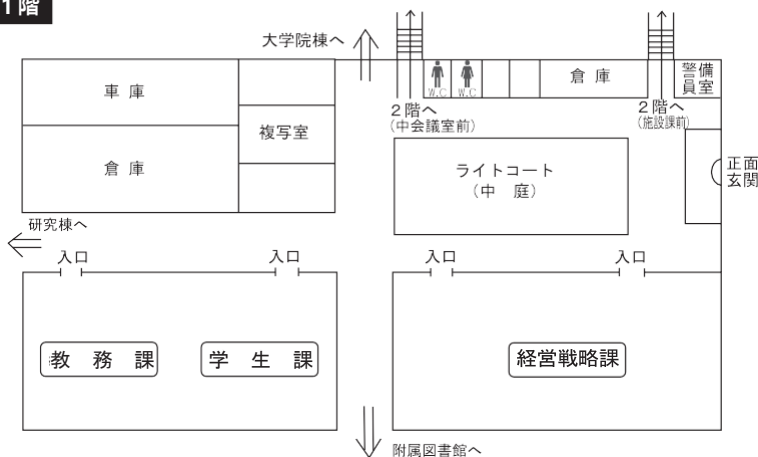 1階
大学院棟へ
車 庫
倉 庫
警備
員室
W.C
W.C
2階へ
(中会議室前)
2階へ
(施設課前)
複写室
倉 庫
ライトコート
(中 庭)
正面
玄関
研究棟へ
入口
入口
入口
入口
教 務 課
学 生 課
経営戦略課
附属図書館へ